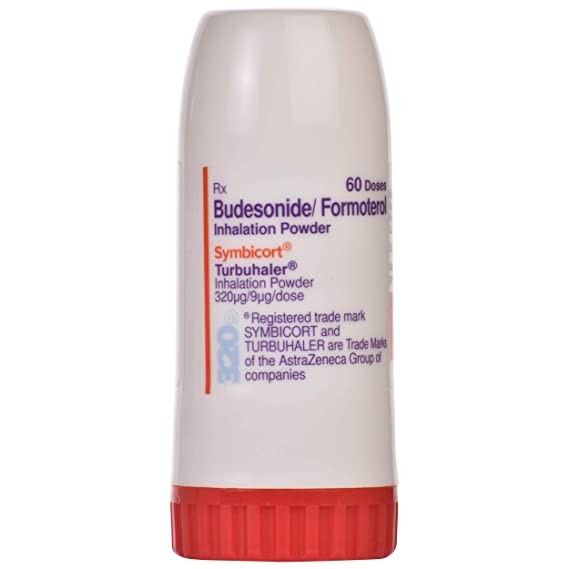 Rx
60 Doses
Budesonide/ Formoterol
Inhalation Powder
Symbicort®
Turbuhaler®
Inhalation Powder
320µg/9µg/dose
® Registered trade mark
SYMBICORT and
TURBUHALER are Trade Marks
of the AstraZeneca Group of
companies
320